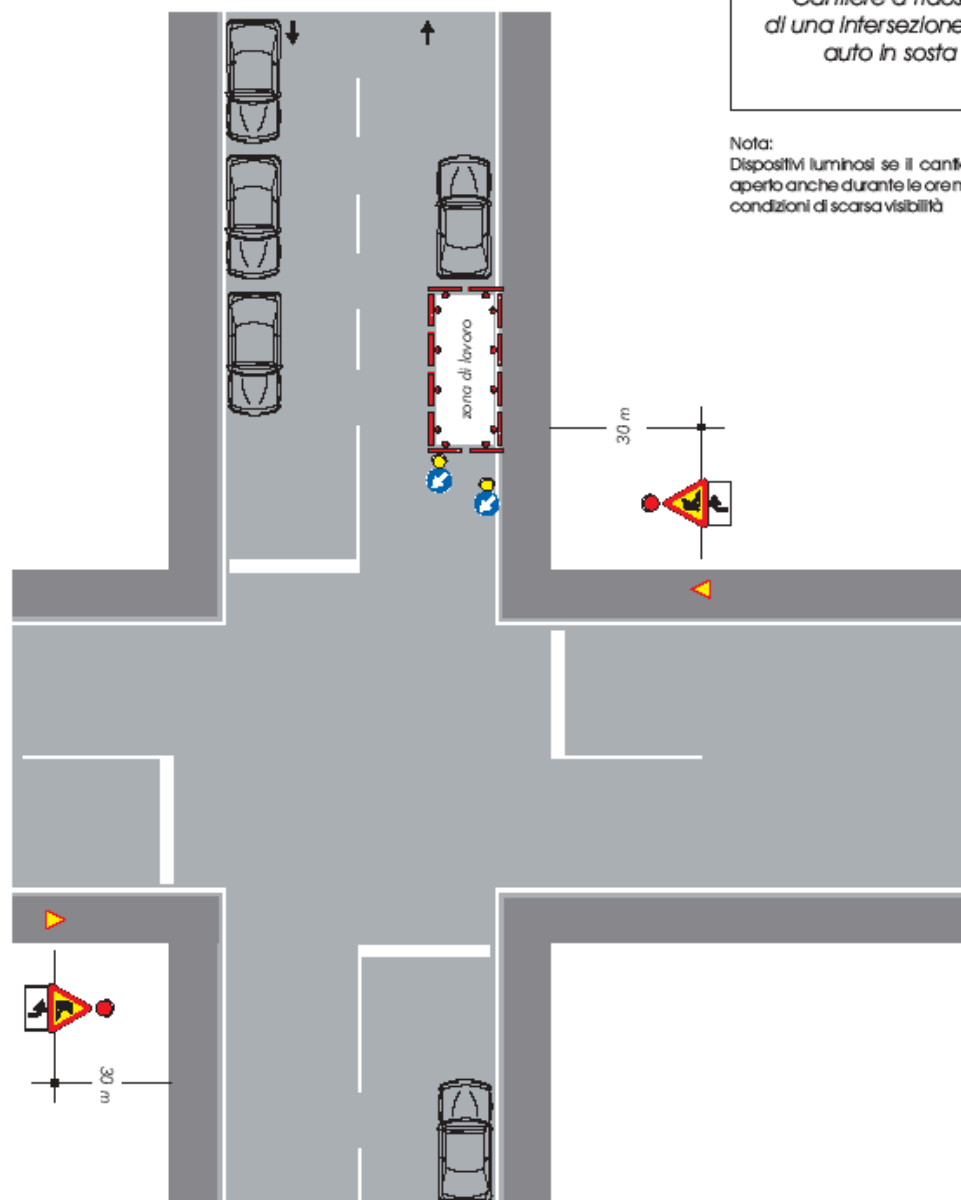 di una intersezione
auto in sosta
Nota:
Dispositivi luminosi se il
aperto anche durante le ore
condizioni di scarsa visibilità
zona di lavoro
30 m
30 m